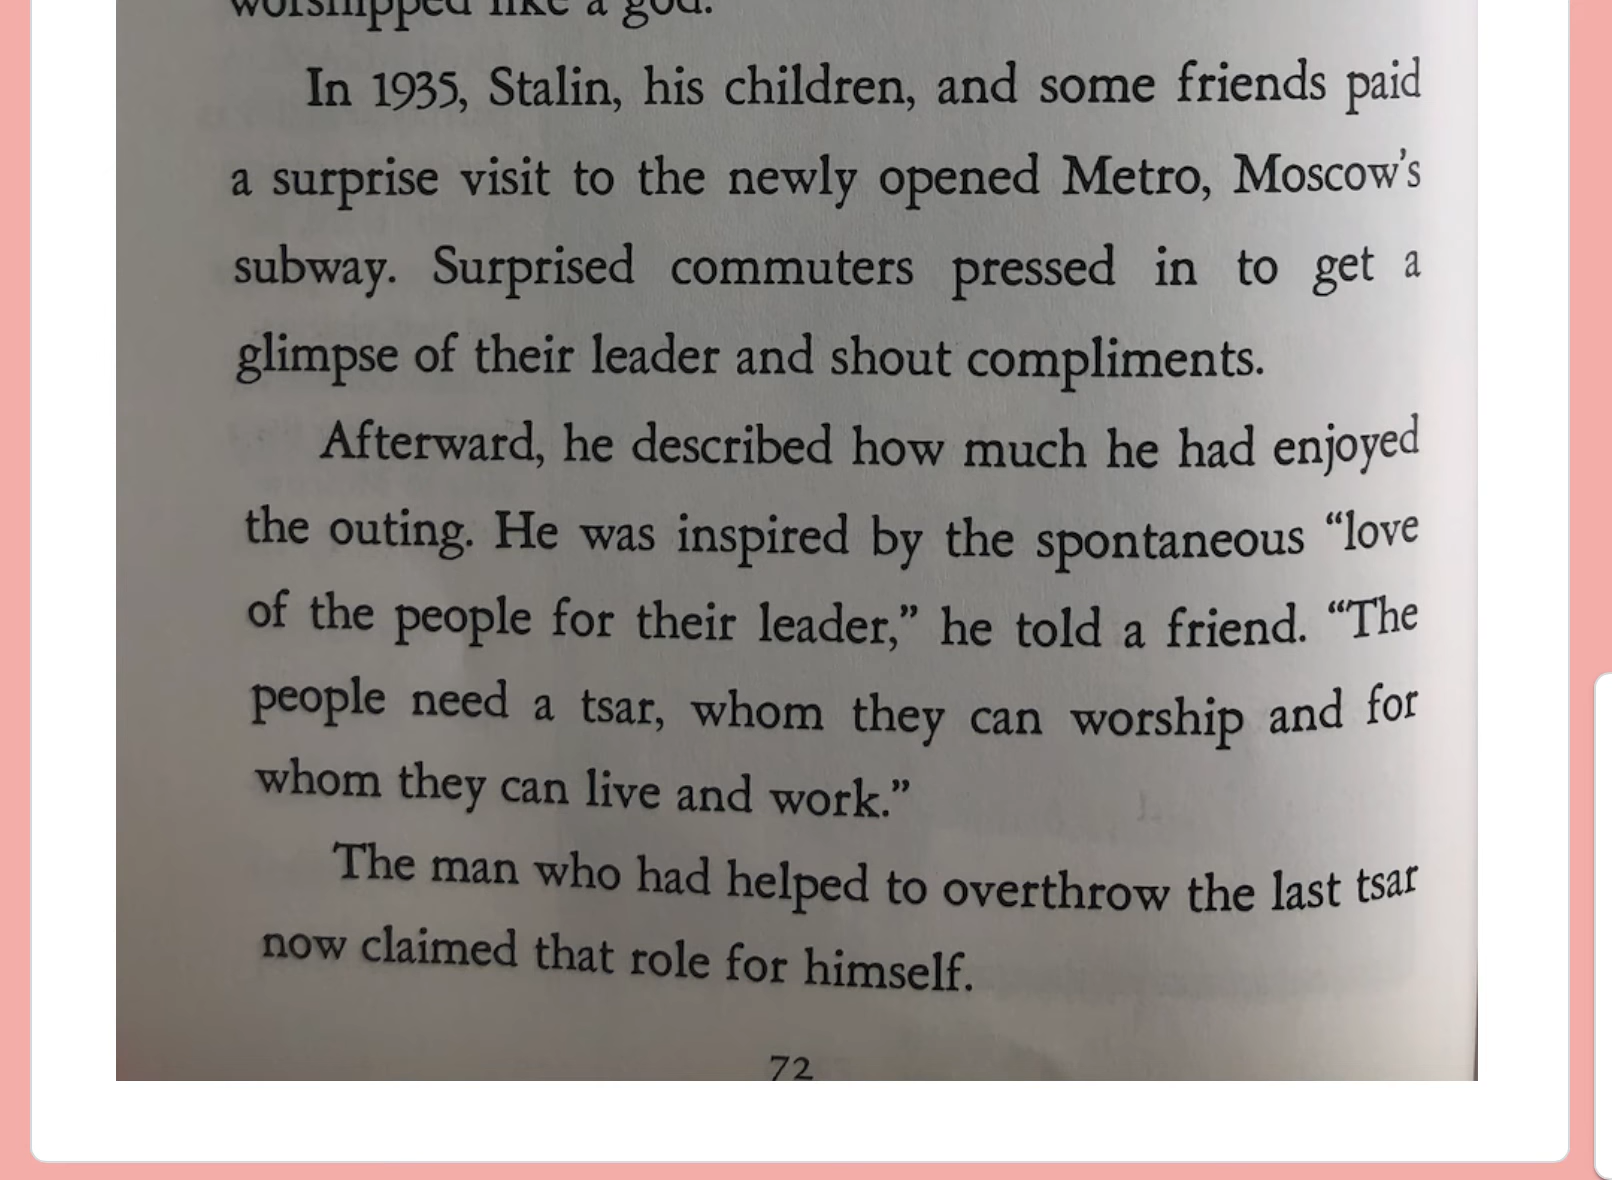 worshipped like a god.
In 1935, Stalin, his children, and some friends paid
a surprise visit to the newly opened Metro, Moscow's
subway. Surprised commuters pressed in to get a
glimpse of their leader and shout compliments.
Afterward, he described how much he had enjoyed
the outing. He was inspired by the spontaneous “love
of the people for their leader,” he told a friend. “The
people need a tsar, whom they can worship and for
whom they can live and work.”
The man who had helped to overthrow the last tsar
now claimed that role for himself.
72